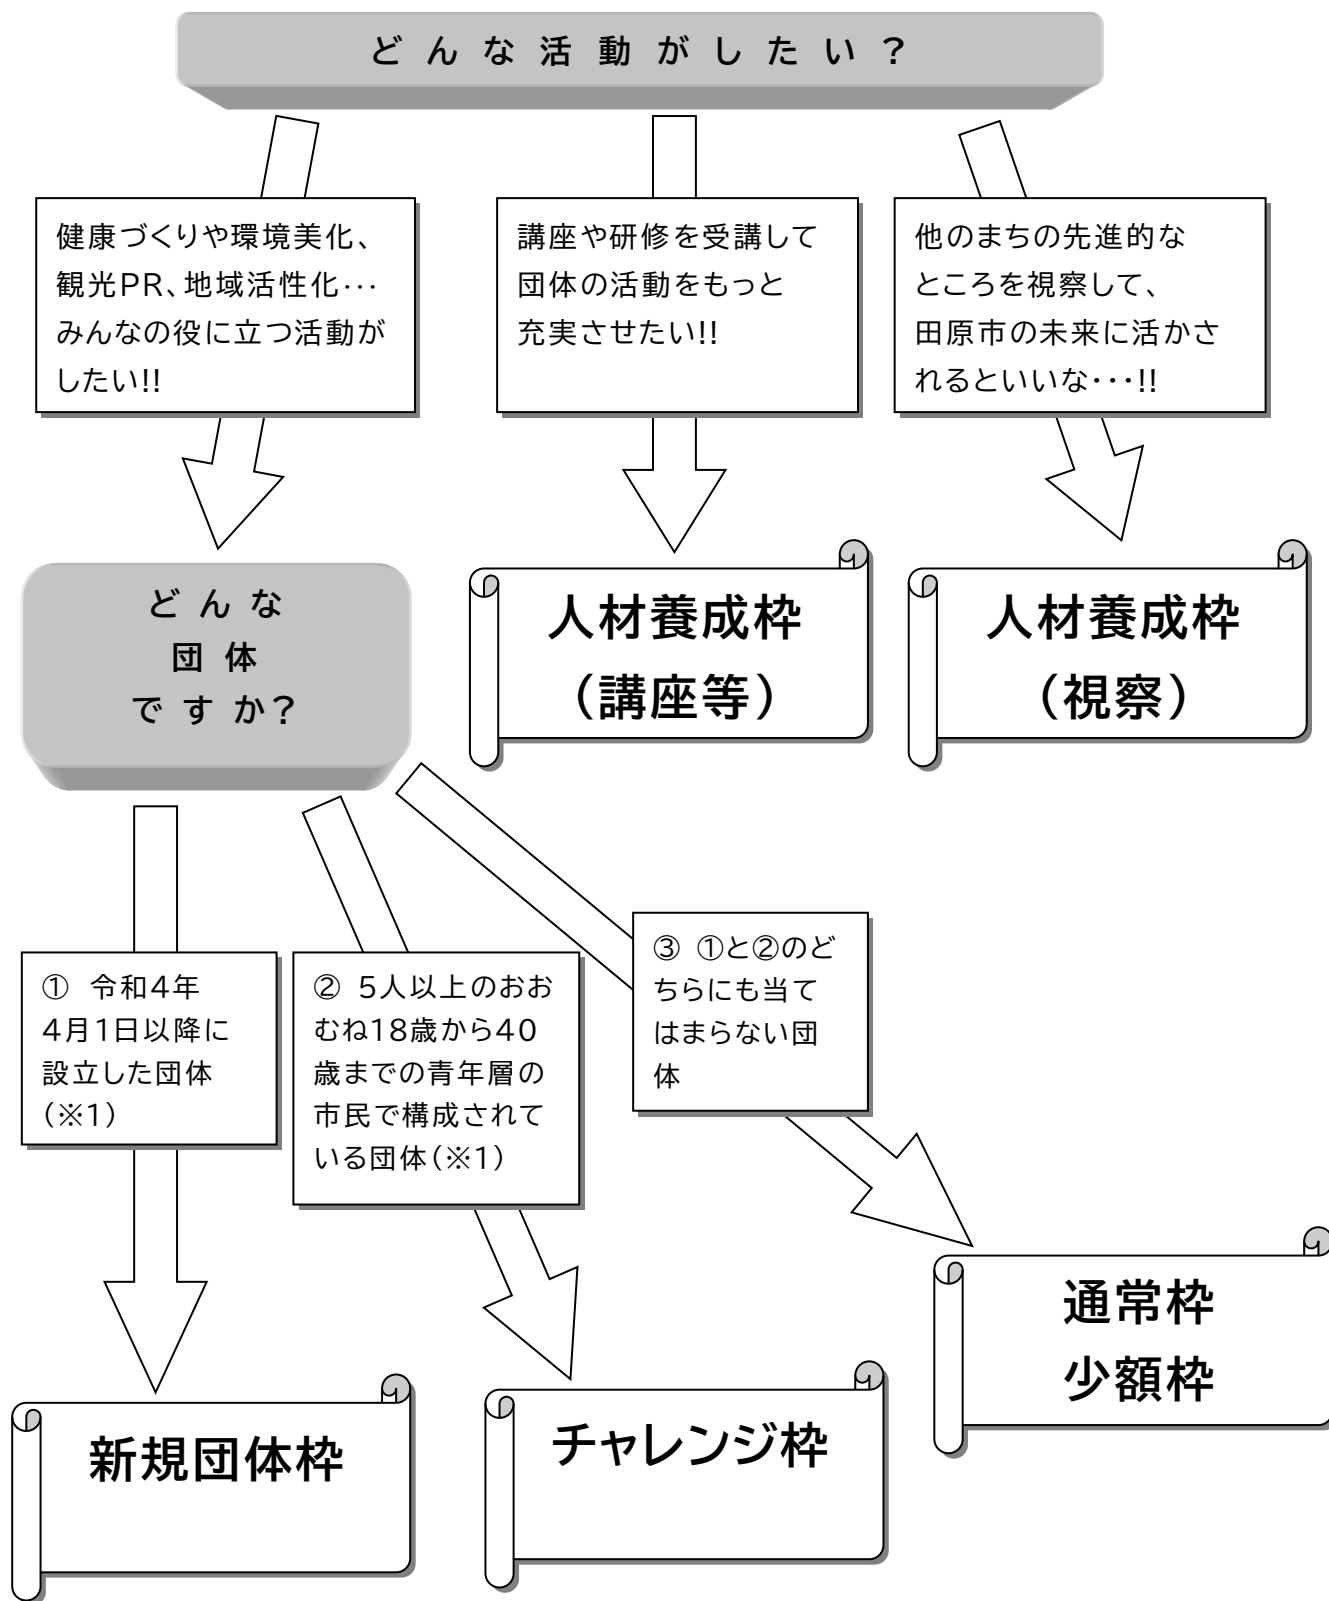 どんな活動がしたい？
健康づくりや環境美化、
観光PR、地域活性化・・・
みんなの役に立つ活動が
したい!!
講座や研修を受講して
団体の活動をもっと
充実させたい!!
他のまちの先進的な
ところを視察して、
田原市の未来に活かさ
れるといいな・・・!!
どんな
団体
ですか？
人材養成枠
（講座等）
人材養成枠
（視察）
① 令和４年
４月１日以降に
設立した団体
（※１）
② ５人以上のおお
むね１８歳から４０
歳までの青年層の
市民で構成されて
いる団体（※１）
③ ①と②のど
ちらにも当て
はまらない団
体
新規団体枠
チャレンジ枠
通常枠
少額枠